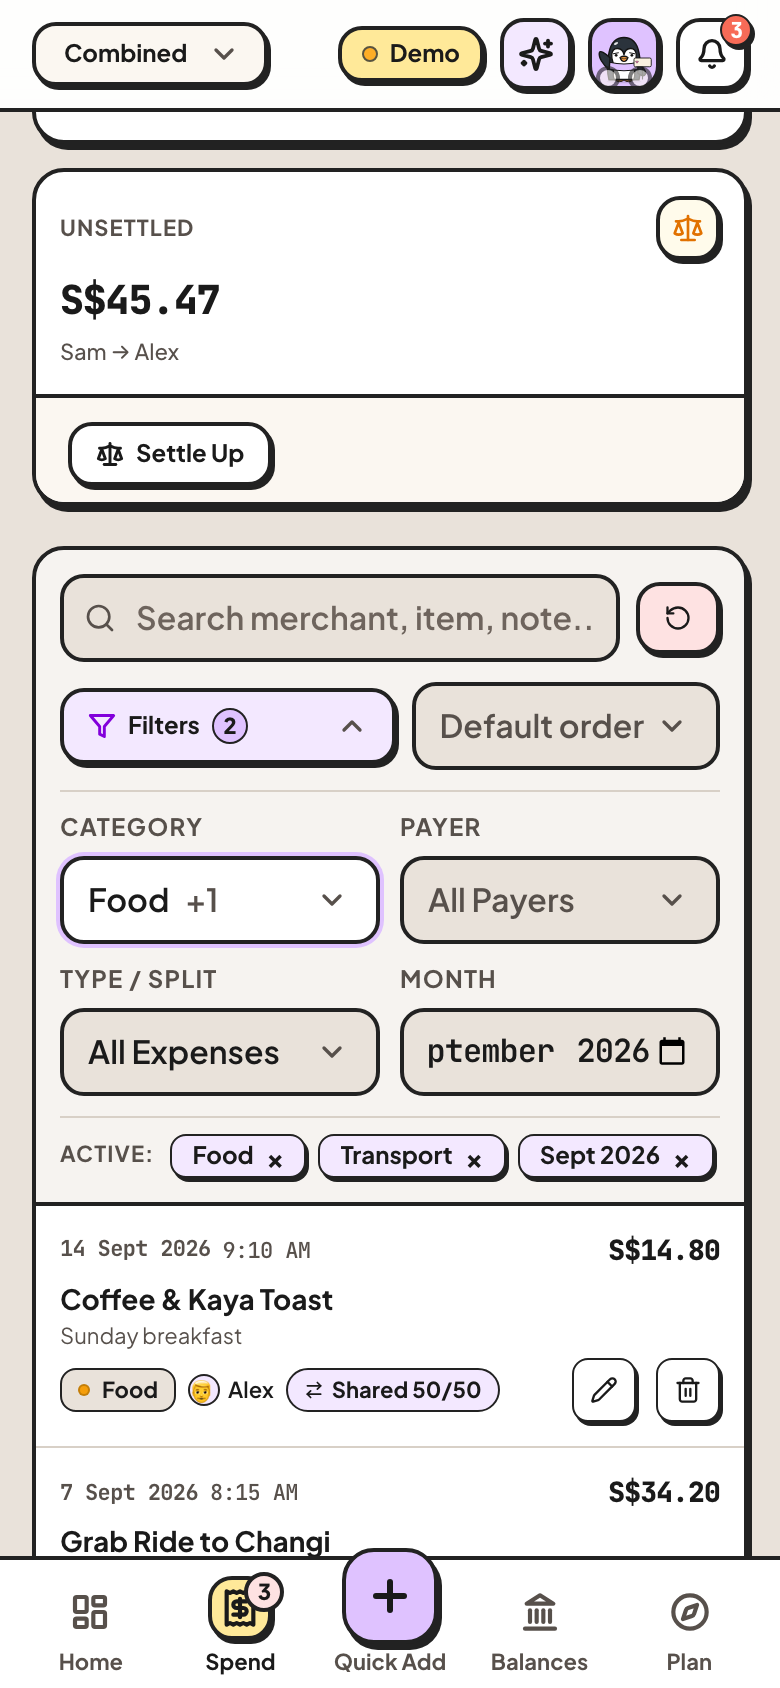 Combined
Demo
3
UNSETTLED
S$45.47
Sam → Alex
Settle Up
Search merchant, item, note..
Filters 2
Default order
CATEGORY
PAYER
Food +1
All Payers
TYPE / SPLIT
MONTH
All Expenses
ptember 2026
ACTIVE: Food × Transport × Sept 2026 ×
14 Sept 2026 9:10 AM
S$14.80
Coffee & Kaya Toast
Sunday breakfast
Food Alex Shared 50/50
7 Sept 2026 8:15 AM
S$34.20
Grab Ride to Changi
3
Home
Spend
Quick Add
Balances
Plan